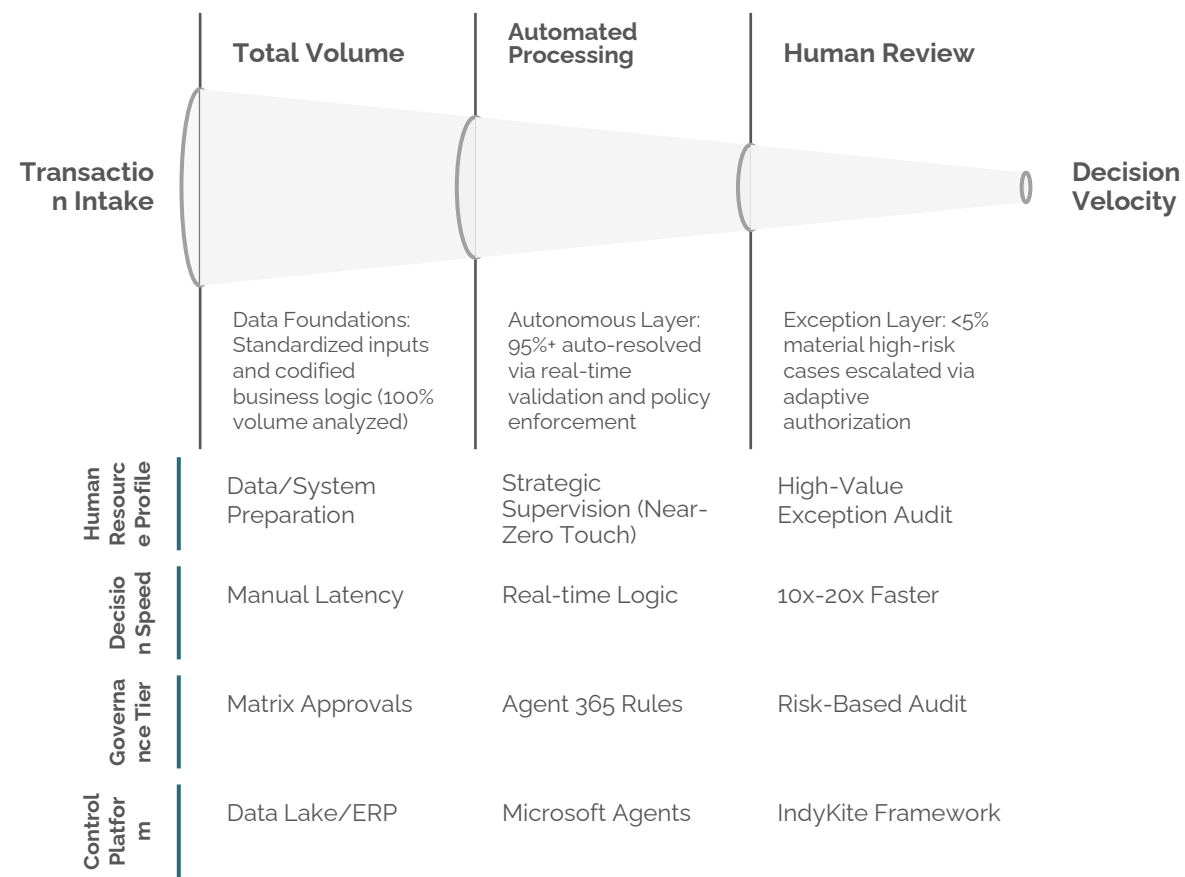 Total Volume
Automated
Processing
Human Review
Transactio
n Intake
Decision
Velocity
Data Foundations:
Standardized inputs
and codified
business logic (100%
volume analyzed)
Autonomous Layer:
95%+ auto-resolved
via real-time
validation and policy
enforcement
Exception Layer: <5%
material high-risk
cases escalated via
adaptive
authorization
Human
Resourc
e Profile
Data/System
Preparation
Strategic
Supervision (Near-
Zero Touch)
High-Value
Exception Audit
Decisio
n Speed
Manual Latency
Real-time Logic
10x-20x Faster
Governa
nce Tier
Matrix Approvals
Agent 365 Rules
Risk-Based Audit
Control
Platfor
m
Data Lake/ERP
Microsoft Agents
IndyKite Framework